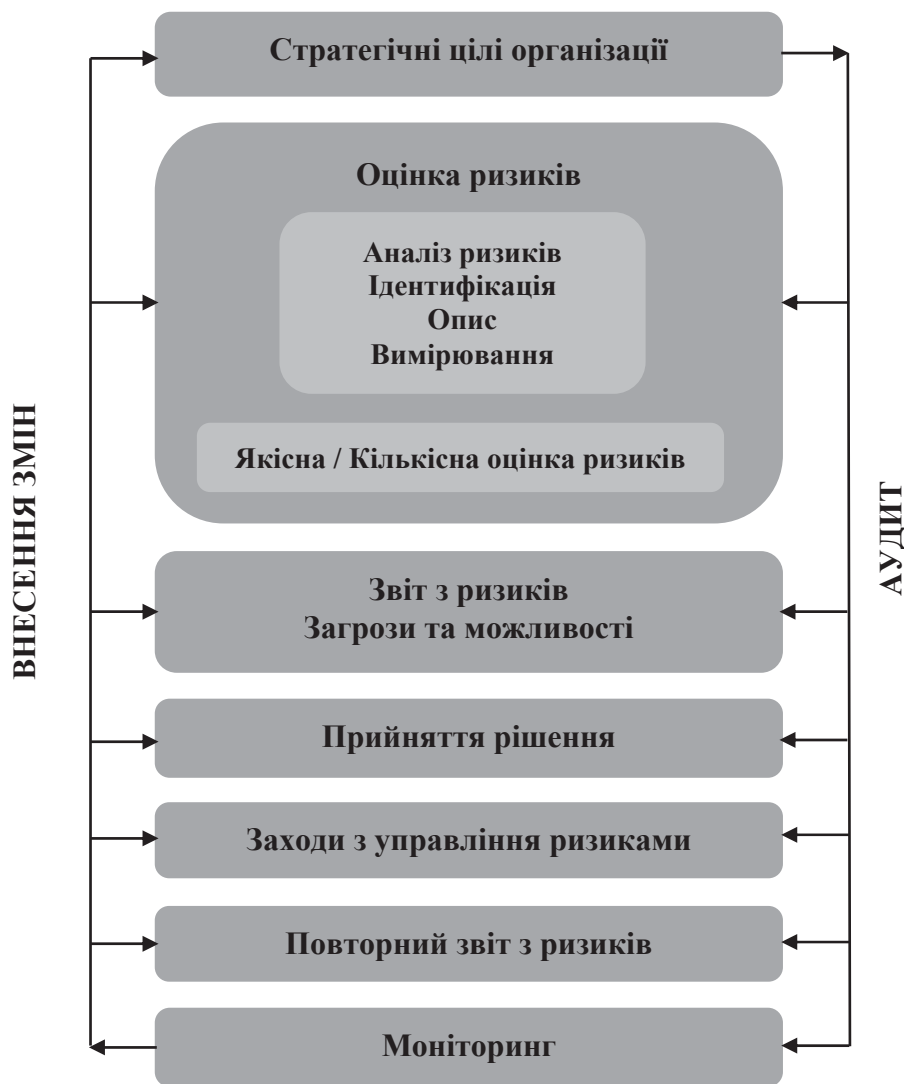 Стратегічні цілі організації
Оцінка ризиків
Аналіз ризиків
Ідентифікація
Опис
Вимірювання
Якісна / Кількісна оцінка ризиків
ВНЕСЕННЯ ЗМІН
АУДИТ
Звіт з ризиків
Загрози та можливості
Прийняття рішення
Заходи з управління ризиками
Повторний звіт з ризиків
Моніторинг